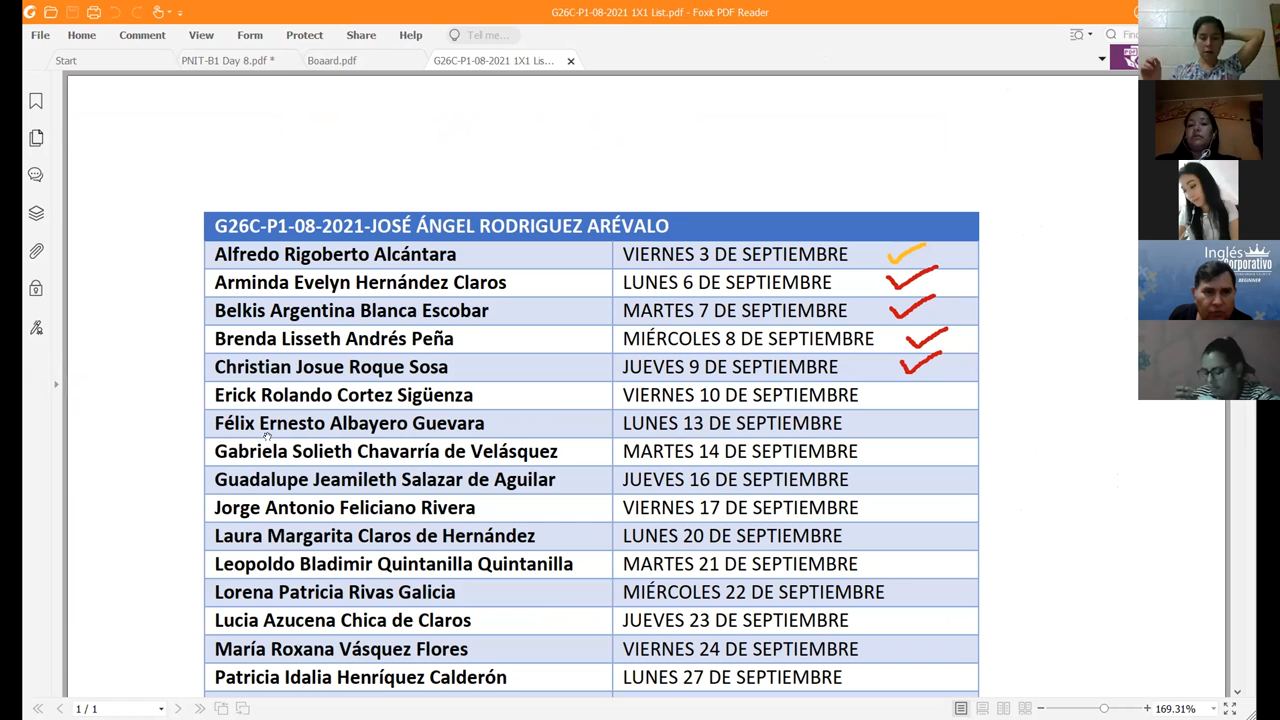 G26C-P1-08-2021 1X1 List.pdf - Foxit PDF Reader
File Home Comment View Form Protect Share Help Tell me...
Start PNIT-B1 Day 8.pdf * Boaard.pdf G26C-P1-08-2021 1X1 Lis...
G26C-P1-08-2021-JOSÉ ÁNGEL RODRIGUEZ ARÉVALO
Alfredo Rigoberto Alcántara VIERNES 3 DE SEPTIEMBRE
Arminda Evelyn Hernández Claros LUNES 6 DE SEPTIEMBRE
Belkis Argentina Blanca Escobar MARTES 7 DE SEPTIEMBRE
Brenda Lisseth Andrés Peña MIÉRCOLES 8 DE SEPTIEMBRE
Christian Josue Roque Sosa JUEVES 9 DE SEPTIEMBRE
Erick Rolando Cortez Sigüenza VIERNES 10 DE SEPTIEMBRE
Félix Ernesto Albayero Guevara LUNES 13 DE SEPTIEMBRE
Gabriela Solieth Chavarría de Velásquez MARTES 14 DE SEPTIEMBRE
Guadalupe Jeamileth Salazar de Aguilar JUEVES 16 DE SEPTIEMBRE
Jorge Antonio Feliciano Rivera VIERNES 17 DE SEPTIEMBRE
Laura Margarita Claros de Hernández LUNES 20 DE SEPTIEMBRE
Leopoldo Bladimir Quintanilla Quintanilla MARTES 21 DE SEPTIEMBRE
Lorena Patricia Rivas Galicia MIÉRCOLES 22 DE SEPTIEMBRE
Lucia Azucena Chica de Claros JUEVES 23 DE SEPTIEMBRE
María Roxana Vásquez Flores VIERNES 24 DE SEPTIEMBRE
Patricia Idalia Henríquez Calderón LUNES 27 DE SEPTIEMBRE
Inglés
Corporativo
BEGINNER
1 / 1 169.31%